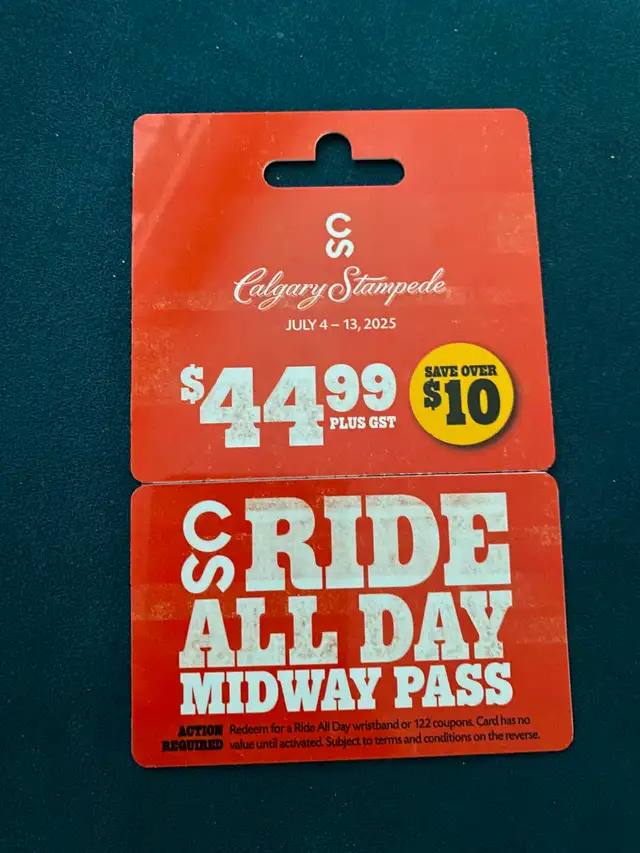 CS
Calgary Stampede
JULY 4 – 13, 2025
$44.99
PLUS GST
SAVE OVER
$10
CS RIDE
ALL DAY
MIDWAY PASS
ACTION REQUIRED
Redeem for a Ride All Day wristband or 122 coupons. Card has no
value until activated. Subject to terms and conditions on the reverse.